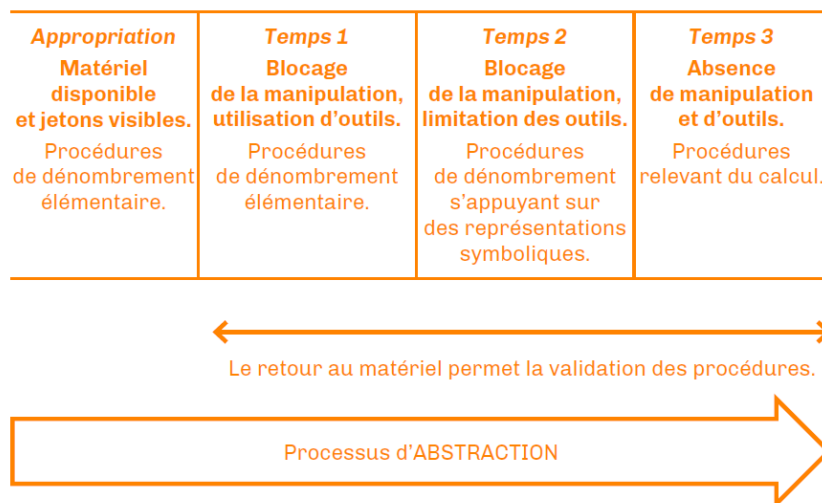 Appropriation
Matériel
disponible
et jetons visibles.
Procédures
de dénombrement
élémentaire.
Temps 1
Blocage
de la manipulation,
utilisation d'outils.
Procédures
de dénombrement
élémentaire.
Temps 2
Blocage
de la manipulation,
limitation des outils.
Procédures
de dénombrement
s'appuyant sur
des représentations
symboliques.
Temps 3
Absence
de manipulation
et d'outils.
Procédures
relevant du calcul.
Le retour au matériel permet la validation des procédures.
Processus d'ABSTRACTION